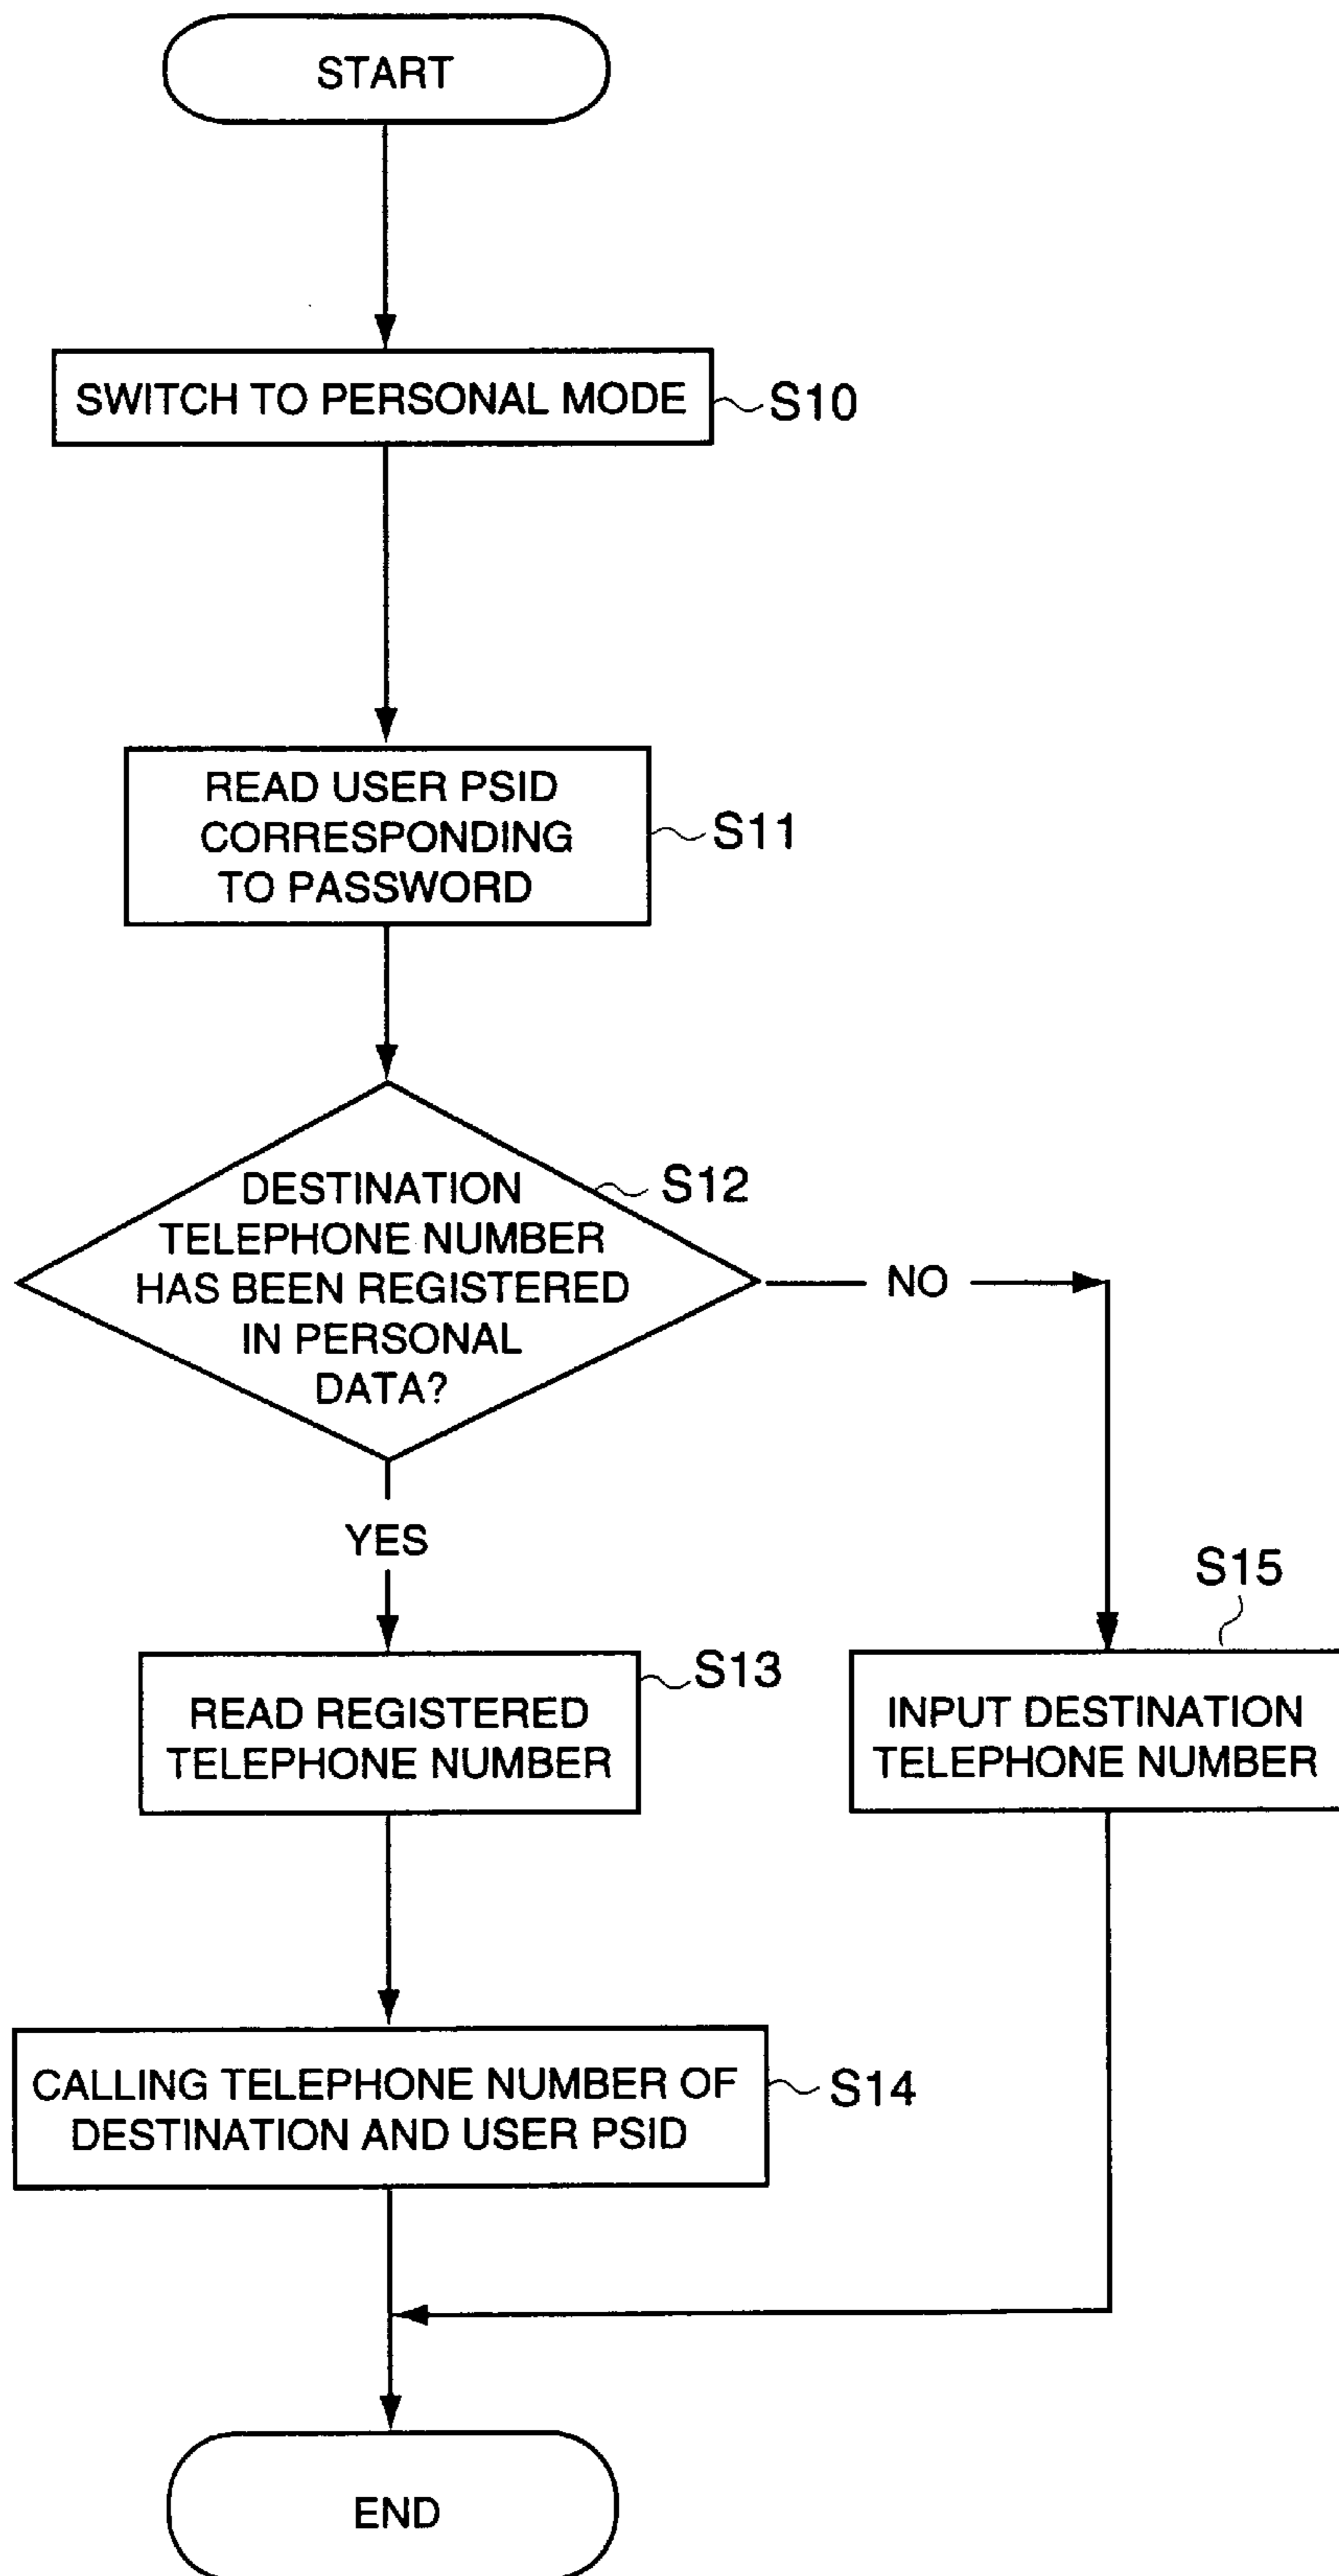 START
SWITCH TO PERSONAL MODE
S10
READ USER PSID
CORRESPONDING
TO PASSWORD
S11
S12
DESTINATION
TELEPHONE NUMBER
HAS BEEN REGISTERED
IN PERSONAL
DATA?
NO
YES
S13
READ REGISTERED
TELEPHONE NUMBER
S15
INPUT DESTINATION
TELEPHONE NUMBER
CALLING TELEPHONE NUMBER OF
DESTINATION AND USER PSID
S14
END